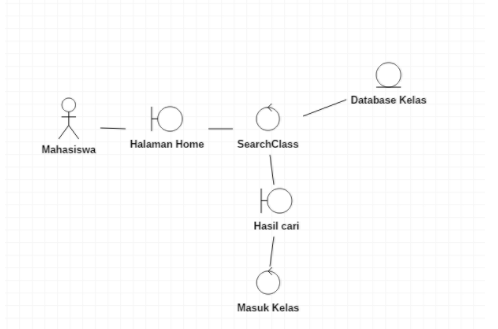 Database Kelas
Mahasiswa
Halaman Home
SearchClass
Hasil cari
Masuk Kelas